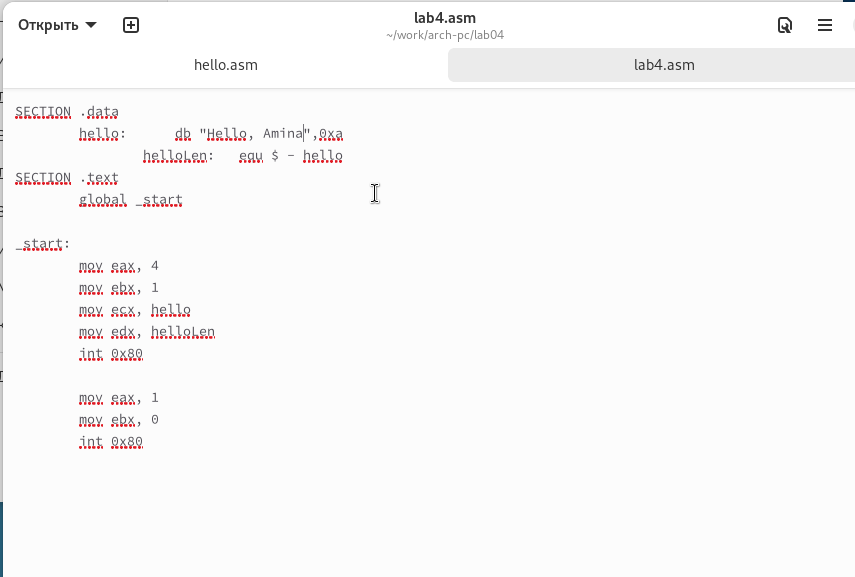 lab4.asm
Открыть
~/work/arch-pc/lab04
hello.asm
lab4.asm
SECTION .data
hello: db "Hello, Amina",0xa
helloLen: equ $ - hello
SECTION .text
global _start
_start:
mov eax, 4
mov ebx, 1
mov ecx, hello
mov edx, helloLen
int 0x80
mov eax, 1
mov ebx, 0
int 0x80